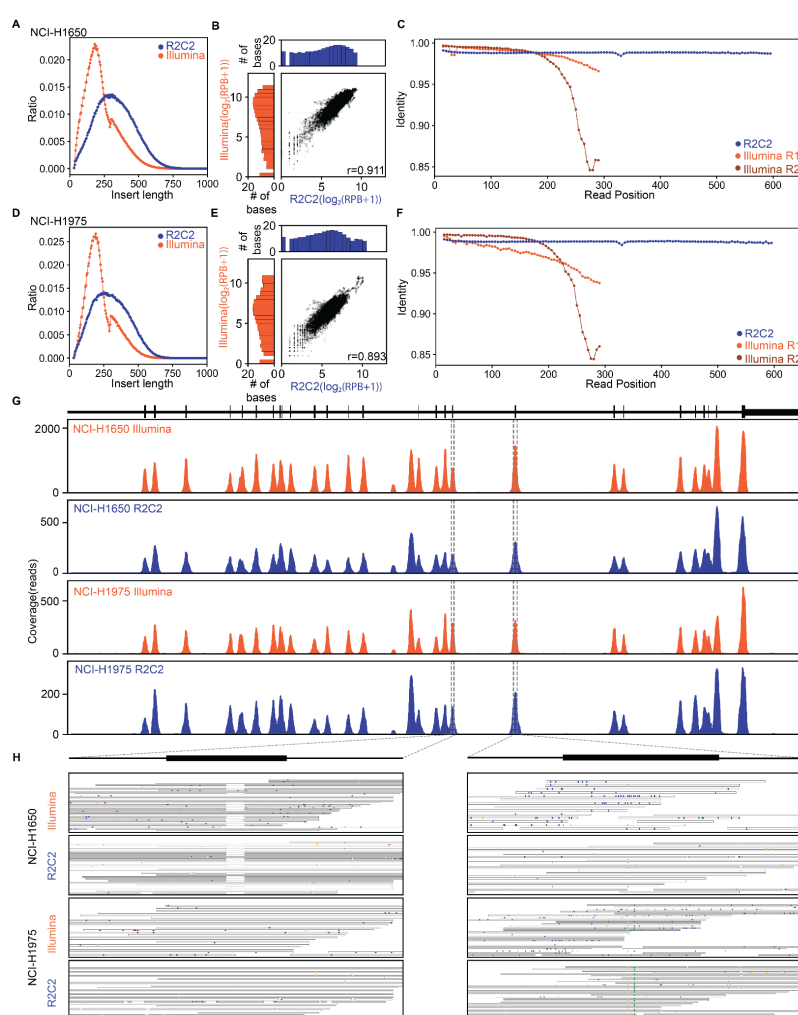 A
NCI-H1650
R2C2
Illumina
Ratio
0.020
0.015
0.010
0.005
0.000
0 250 500 750 1000
Insert length
B
# of
bases
20
0
Illumina(log2(RPB+1))
10
5
0
r=0.911
20 0 0 5 10
# of
bases
R2C2(log2(RPB+1))
C
Identity
1.00
0.95
0.90
0.85
R2C2
Illumina R1
Illumina R2
0 100 200 300 400 500 600
Read Position
D
NCI-H1975
R2C2
Illumina
Ratio
0.025
0.020
0.015
0.010
0.005
0.000
0 250 500 750 1000
Insert length
E
# of
bases
20
0
Illumina(log2(RPB+1))
10
5
0
r=0.893
20 0 0 5 10
# of
bases
R2C2(log2(RPB+1))
F
Identity
1.00
0.95
0.90
0.85
R2C2
Illumina R1
Illumina R2
0 100 200 300 400 500 600
Read Position
G
Coverage(reads)
2000
0
NCI-H1650 Illumina
500
0
NCI-H1650 R2C2
500
0
NCI-H1975 Illumina
200
0
NCI-H1975 R2C2
H
NCI-H1650
Illumina
R2C2
NCI-H1975
Illumina
R2C2